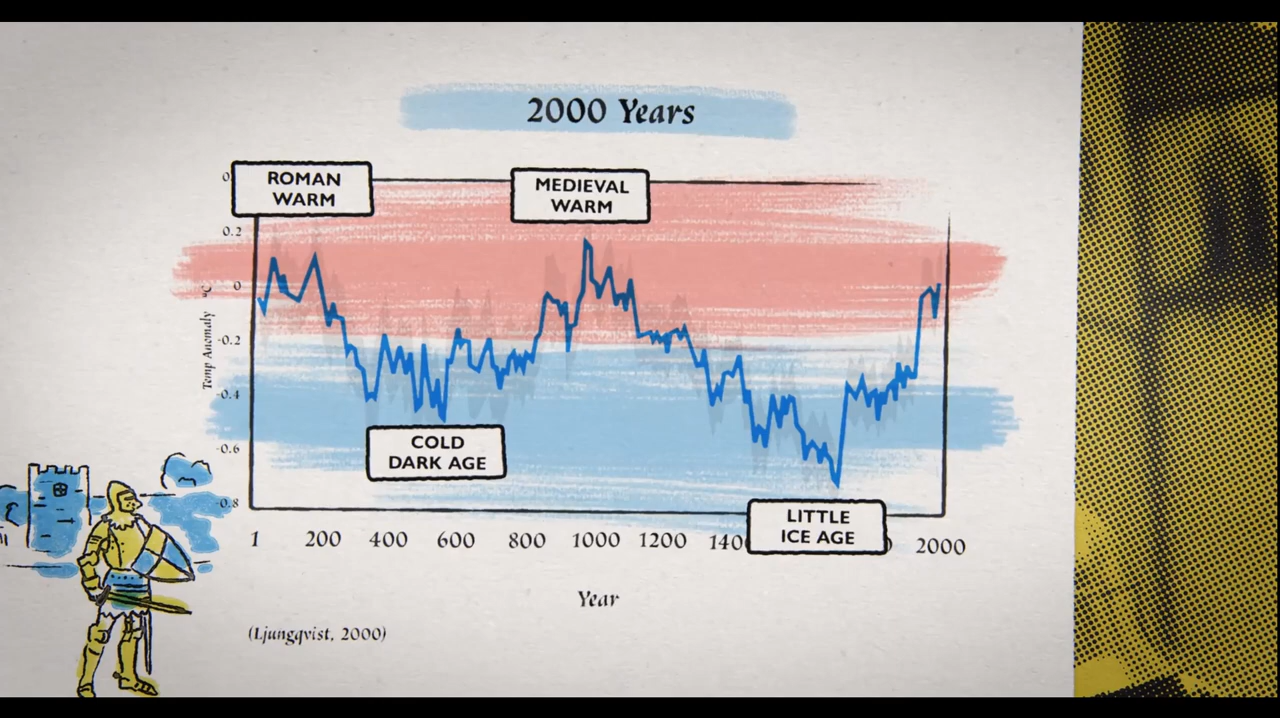 2000 Years
ROMAN
WARM
MEDIEVAL
WARM
0.2
0
-0.2
-0.4
-0.6
-0.8
Temp Anomaly °C
COLD
DARK AGE
LITTLE
ICE AGE
1 200 400 600 800 1000 1200 2000
Year
(Ljungqvist, 2000)